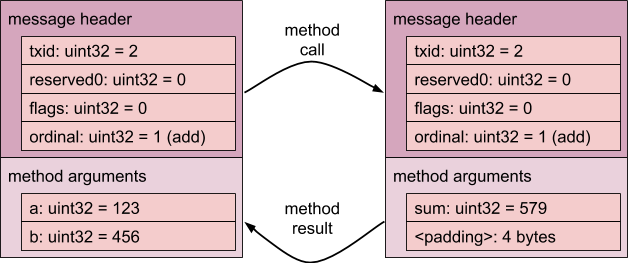 message header
txid: uint32 = 2
reserved0: uint32 = 0
flags: uint32 = 0
ordinal: uint32 = 1 (add)
method arguments
a: uint32 = 123
b: uint32 = 456
method
call
method
result
message header
txid: uint32 = 2
reserved0: uint32 = 0
flags: uint32 = 0
ordinal: uint32 = 1 (add)
method arguments
sum: uint32 = 579
<padding>: 4 bytes